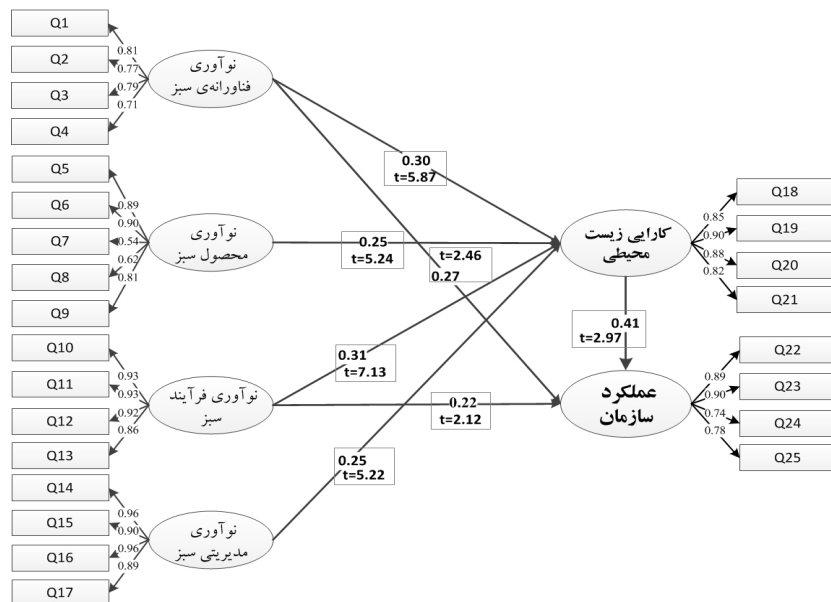 Q1
Q2
Q3
Q4
0.81
0.77
0.79
0.71
نوآوری
فناورانه‌ی سبز
Q5
Q6
Q7
Q8
Q9
0.89
0.90
0.54
0.62
0.81
نوآوری
محصول سبز
Q10
Q11
Q12
Q13
0.93
0.93
0.92
0.86
نوآوری فرآیند
سبز
Q14
Q15
Q16
Q17
0.96
0.90
0.96
0.89
نوآوری
مدیریتی سبز
0.30
t=5.87
0.25
t=5.24
t=2.46
0.27
0.31
t=7.13
0.22
t=2.12
0.25
t=5.22
کارایی زیست
محیطی
0.41
t=2.97
عملکرد
سازمان
0.85
0.90
0.88
0.82
Q18
Q19
Q20
Q21
0.89
0.90
0.74
0.78
Q22
Q23
Q24
Q25